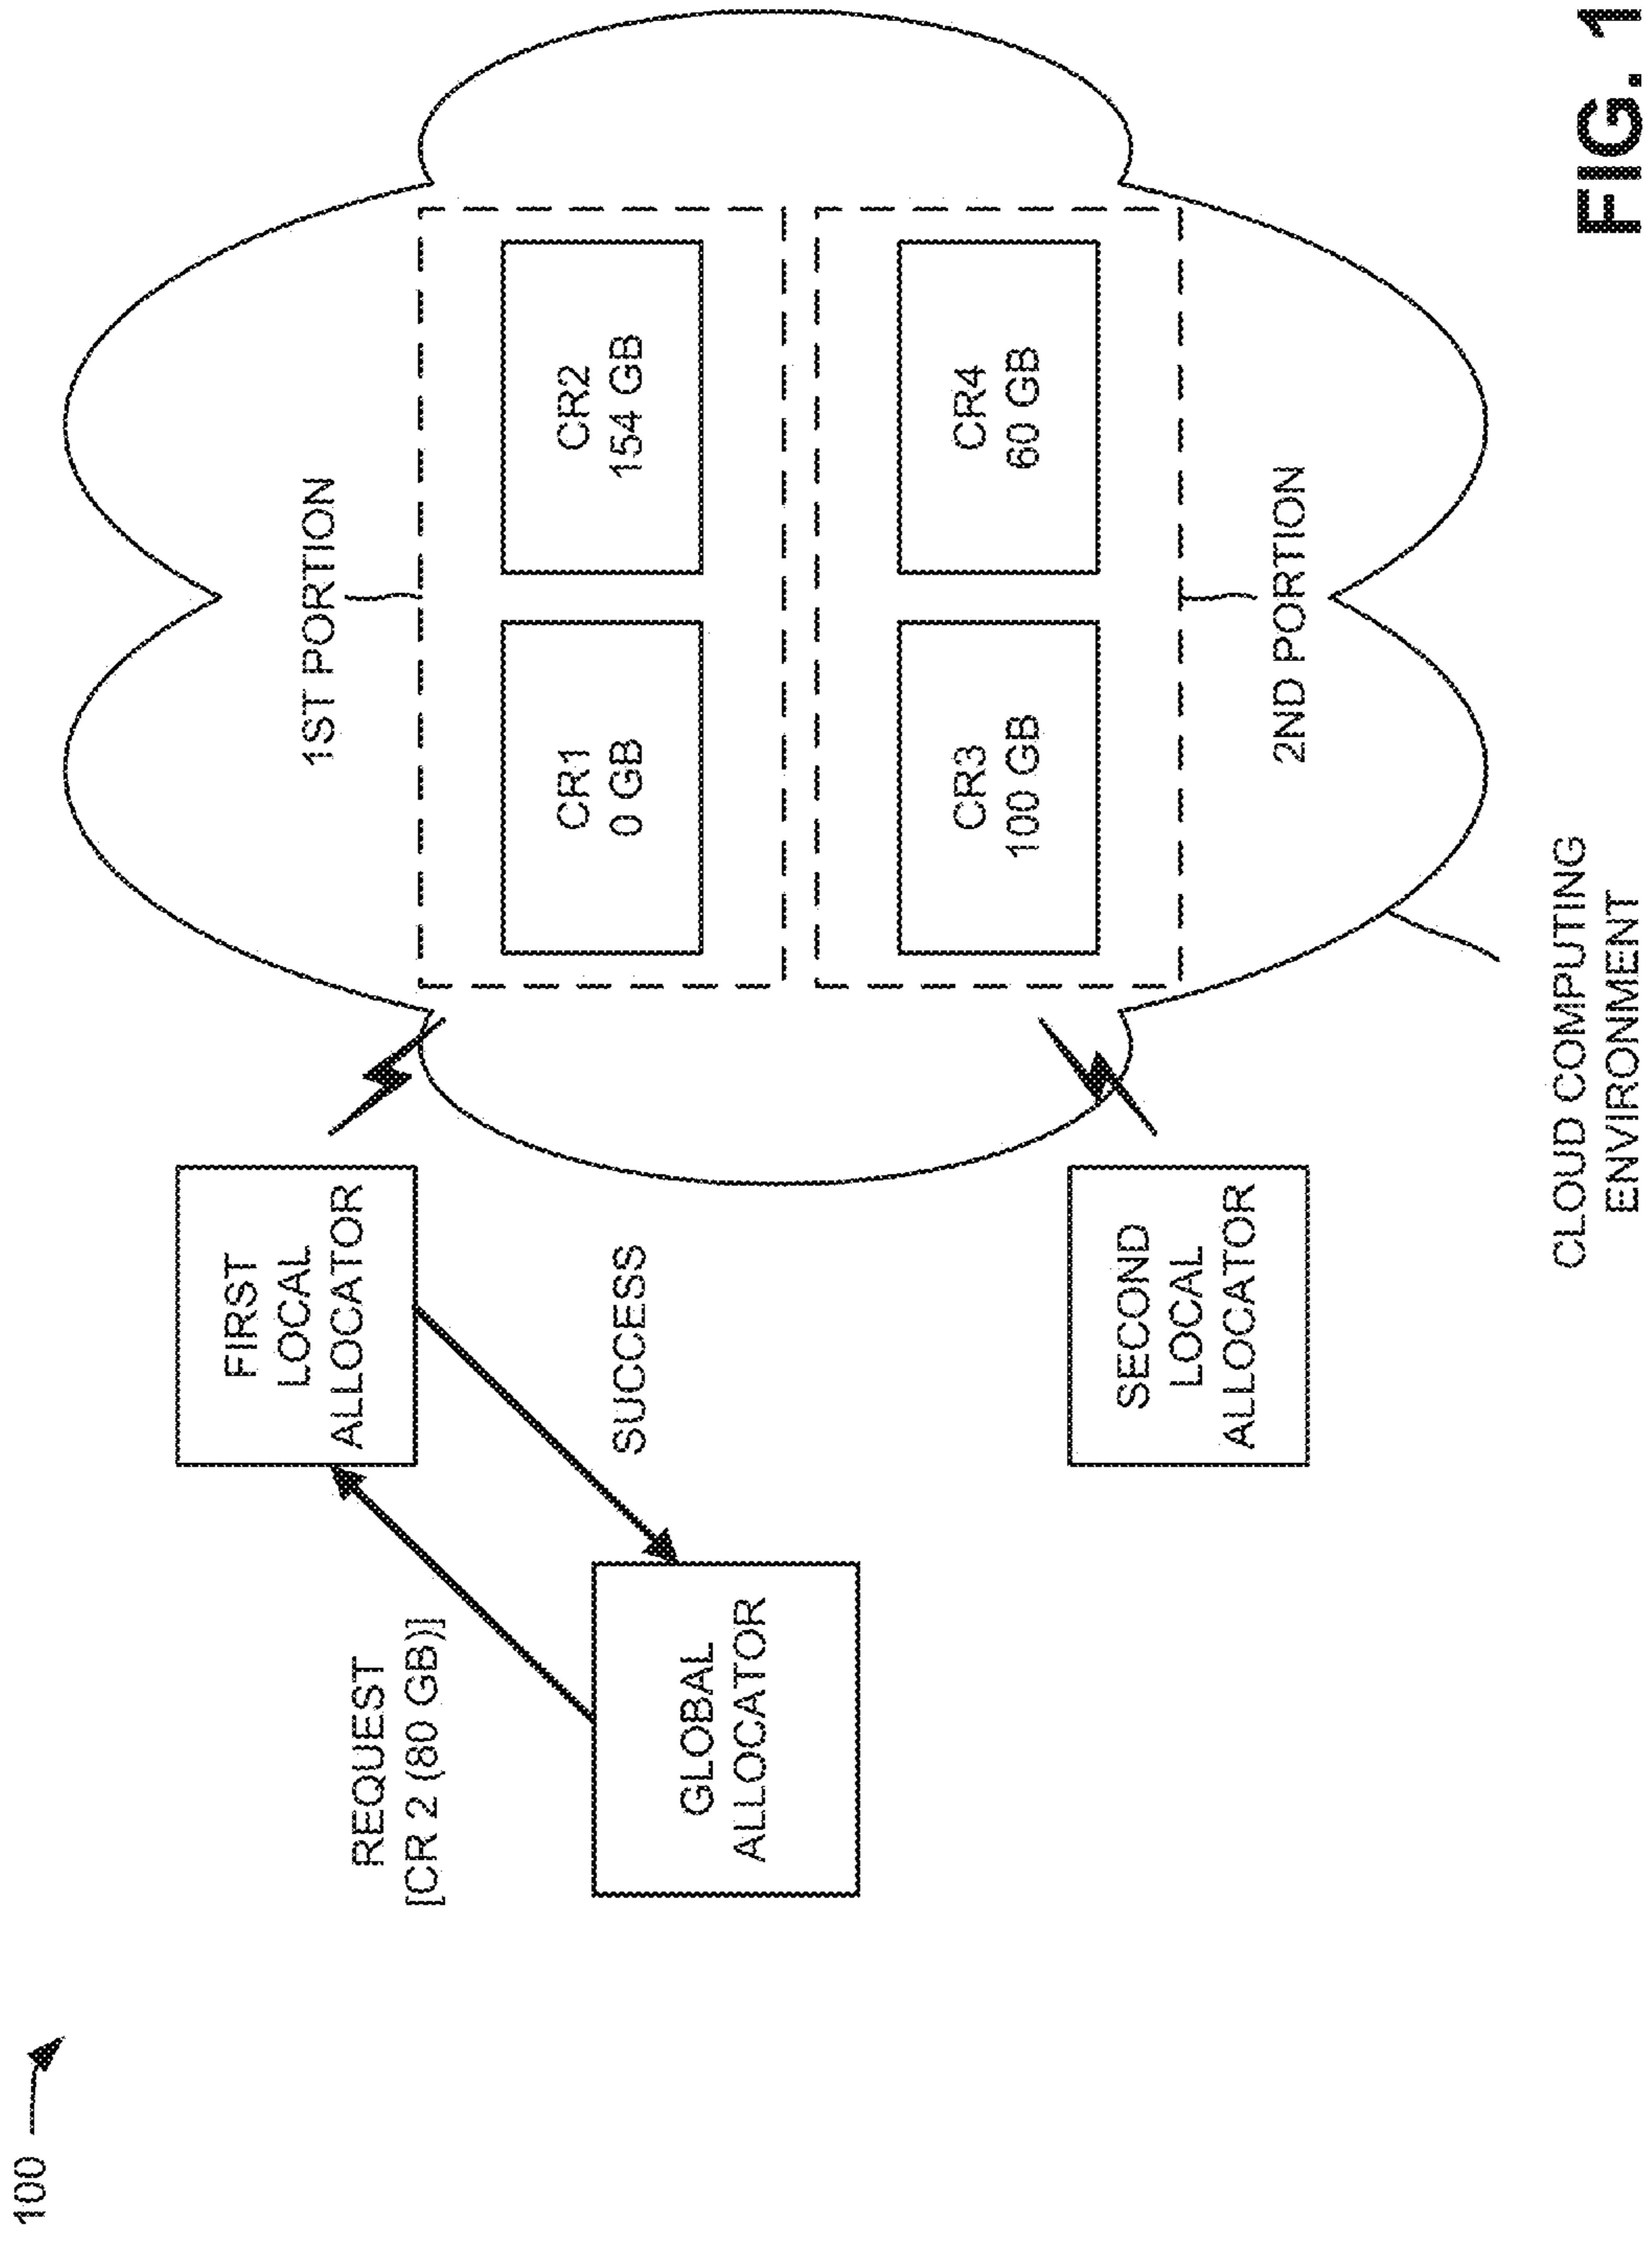 100
REQUEST
[CR 2 (80 GB)]
GLOBAL
ALLOCATOR
FIRST
LOCAL
ALLOCATOR
SUCCESS
SECOND
LOCAL
ALLOCATOR
1ST PORTION
CR1
0 GB
CR2
154 GB
CR3
100 GB
CR4
60 GB
2ND PORTION
CLOUD COMPUTING
ENVIRONMENT
FIG. 1